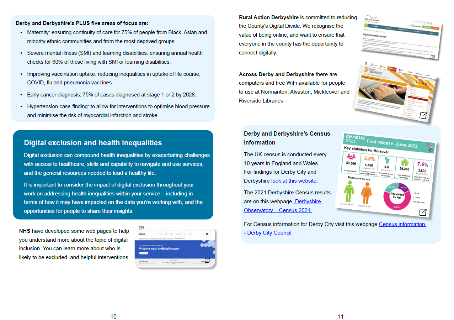 Derby and Derbyshire's PLUS five areas of focus are:
• Maternity: ensuring continuity of care for 75% of women from Black, Asian and
minority ethnic communities and from the most deprived groups
• Severe mental illness (SMI) and learning disabilities: ensuring annual health
checks for 60% of those living with SMI or learning disabilities.
• Improving vaccination uptake: reducing inequalities in uptake of life course,
COVID, flu and pneumonia vaccines.
• Early cancer diagnosis: 75% of cases diagnosed at stage 1 or 2 by 2028.
• Hypertension case finding: to allow for interventions to optimise blood pressure
and minimise the risk of myocardial infarction and stroke.
Digital exclusion and health inequalities
Digital exclusion can compound health inequalities by exacerbating challenges
with access to healthcare, skills and capability to navigate and use services,
and the general resources needed to lead a healthy life.
It is important to consider the impact of digital exclusion throughout your
work on addressing health inequalities within your service - including in
terms of how it may have impacted on the data you're working with, and the
opportunities for people to share their insights.
NHS have developed some web pages to help
you understand more about the topic of digital
inclusion. You can learn more about who is
likely to be excluded, and helpful interventions.
10
Rural Action Derbyshire is committed to reducing
the County's Digital Divide. We recognise the
value of being online, and want to ensure that
everyone in the county has the opportunity to
connect digitally.
Across Derby and Derbyshire there are
computers and free Wifi available for people
to use at Normanton, Alvaston, Mickleover and
Riverside Libraries
Derby and Derbyshire's Census
Information
The UK census is conducted every
10 years in England and Wales.
For findings for Derby City and
Derbyshire look at this website.
The 2021 Derbyshire Census results
are on this webpage: Derbyshire
Observatory – Census 2021.
For Census information for Derby City visit this webpage Census information
- Derby City Council
11